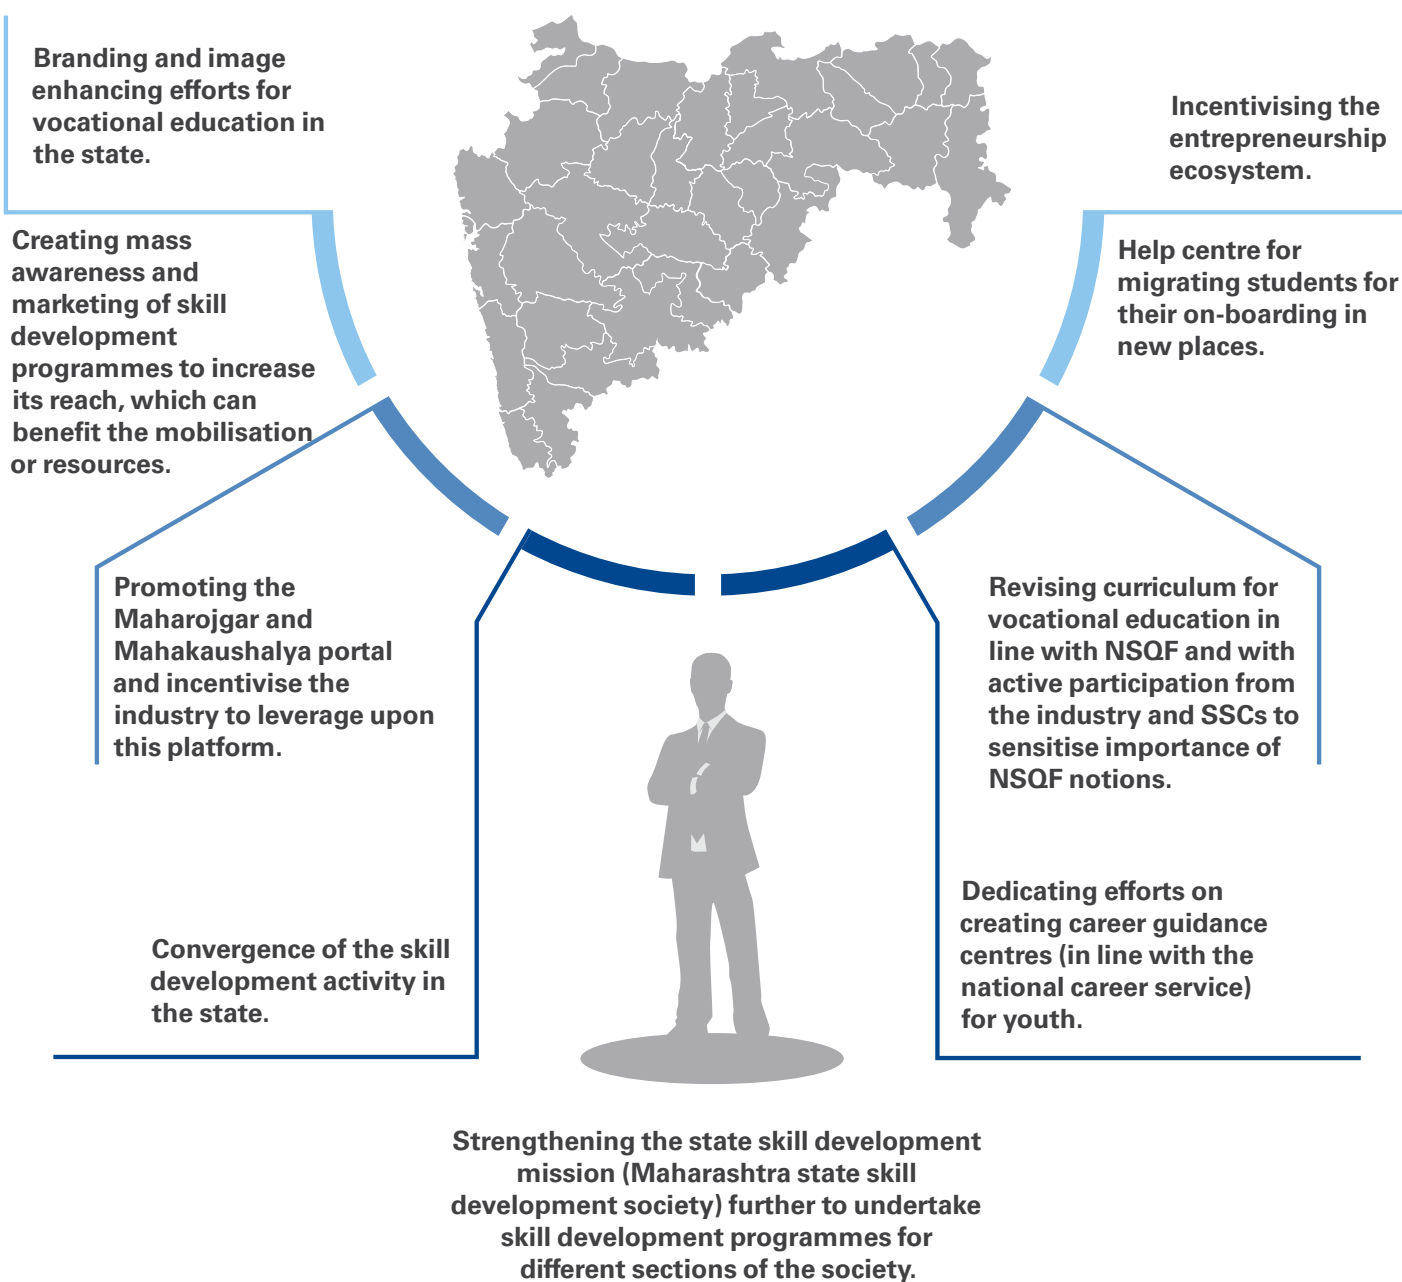 Branding and image
enhancing efforts for
vocational education in
the state.
Creating mass
awareness and
marketing of skill
development
programmes to increase
its reach, which can
benefit the mobilisation
or resources.
Promoting the
Maharojgar and
Mahakaushalya portal
and incentivise the
industry to leverage upon
this platform.
Convergence of the skill
development activity in
the state.
Incentivising the
entrepreneurship
ecosystem.
Help centre for
migrating students for
their on-boarding in
new places.
Revising curriculum for
vocational education in
line with NSQF and with
active participation from
the industry and SSCs to
sensitise importance of
NSQF notions.
Dedicating efforts on
creating career guidance
centres (in line with the
national career service)
for youth.
Strengthening the state skill development
mission (Maharashtra state skill
development society) further to undertake
skill development programmes for
different sections of the society.